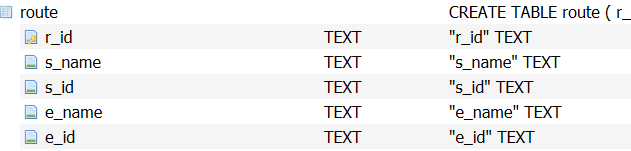 route CREATE TABLE route ( r_
r_id TEXT "r_id" TEXT
s_name TEXT "s_name" TEXT
s_id TEXT "s_id" TEXT
e_name TEXT "e_name" TEXT
e_id TEXT "e_id" TEXT